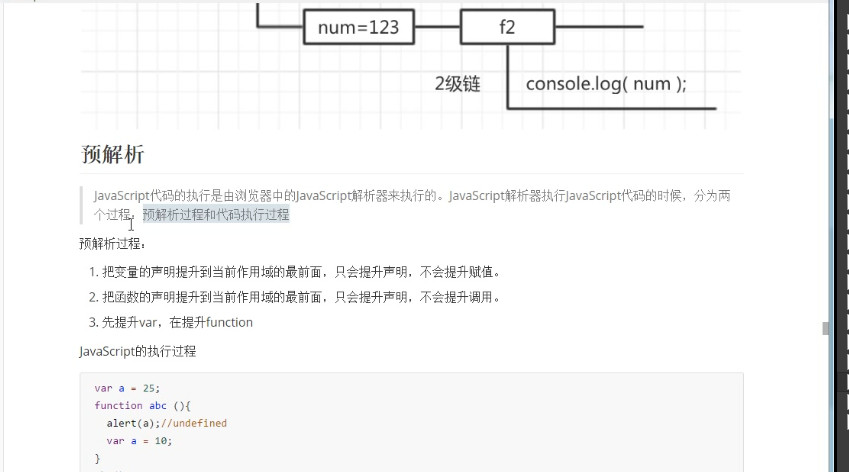 num=123
f2
2级链
console.log( num );
预解析
JavaScript代码的执行是由浏览器中的JavaScript解析器来执行的。JavaScript解析器执行JavaScript代码的时候，分为两
个过程：预解析过程和代码执行过程
预解析过程：
1. 把变量的声明提升到当前作用域的最前面，只会提升声明，不会提升赋值。
2. 把函数的声明提升到当前作用域的最前面，只会提升声明，不会提升调用。
3. 先提升var，在提升function
JavaScript的执行过程
var a = 25;
function abc (){
alert(a);//undefined
var a = 10;
}